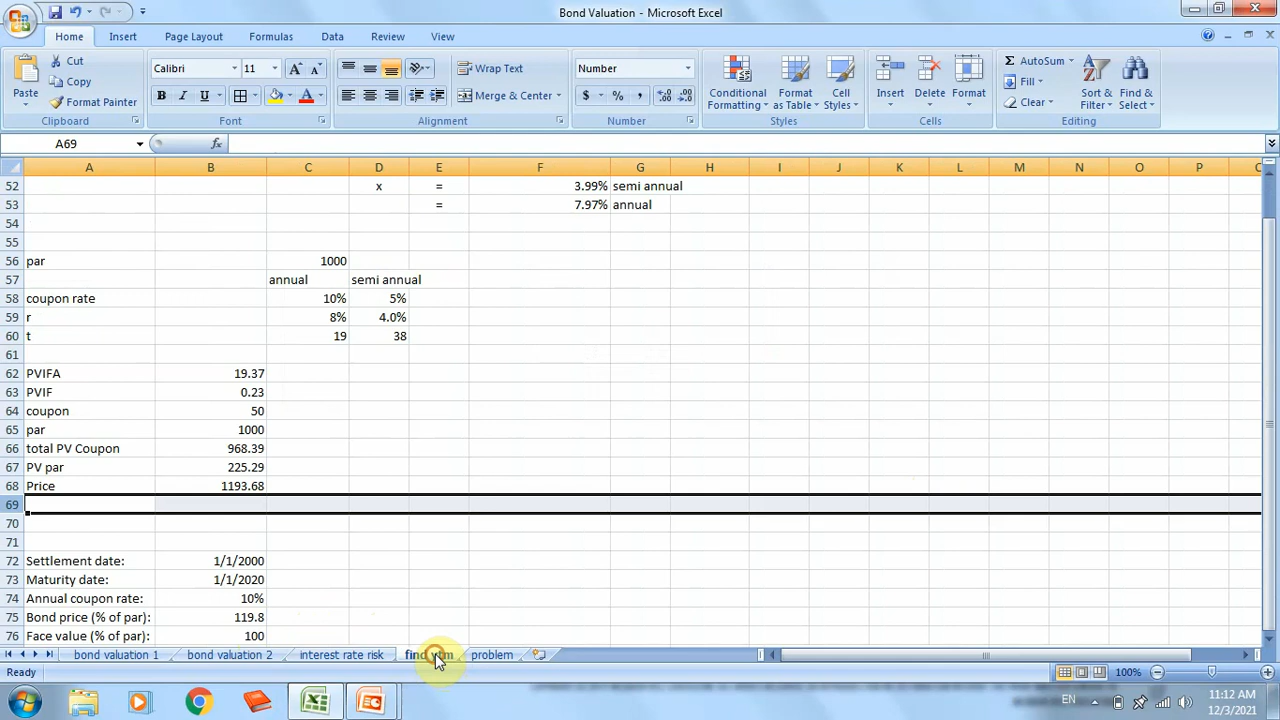 Bond Valuation - Microsoft Excel
Home Insert Page Layout Formulas Data Review View
Paste Cut Copy Format Painter Clipboard
Calibri 11 B I U Font
Wrap Text Merge & Center Alignment
Number $ % , Number
Conditional Formatting Format as Table Cell Styles Styles
Insert Delete Format Cells
AutoSum Fill Clear Sort & Filter Find & Select Editing
A69 fx
A B C D E F G H I J K L M N O P
52 x = 3.99% semi annual
53 = 7.97% annual
54
55
56 par 1000
57 annual semi annual
58 coupon rate 10% 5%
59 r 8% 4.0%
60 t 19 38
61
62 PVIFA 19.37
63 PVIF 0.23
64 coupon 50
65 par 1000
66 total PV Coupon 968.39
67 PV par 225.29
68 Price 1193.68
69
70
71
72 Settlement date: 1/1/2000
73 Maturity date: 1/1/2020
74 Annual coupon rate: 10%
75 Bond price (% of par): 119.8
76 Face value (% of par): 100
bond valuation 1 bond valuation 2 interest rate risk find problem
Ready 100%
EN 11:12 AM
12/3/2021